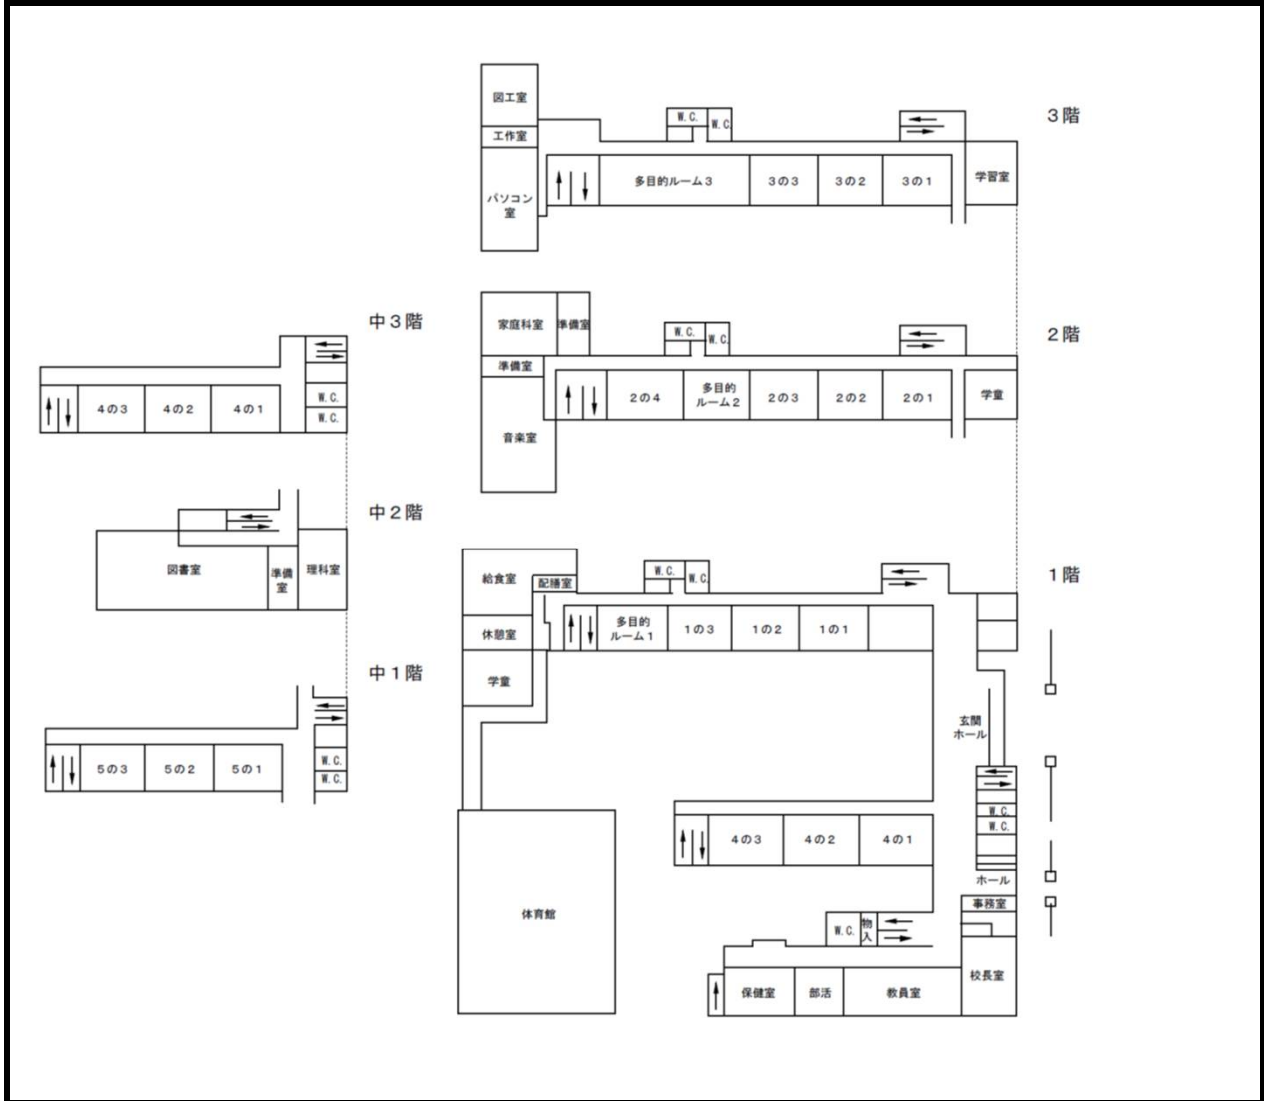 図工室
工作室
パソコン
室
W.C.
W.C.
多目的ルーム３
３の３
３の２
３の１
学習室
３階
家庭科室
準備室
準備室
音楽室
W.C.
W.C.
２の４
多目的
ルーム２
２の３
２の２
２の１
学童
２階
中３階
４の３
４の２
４の１
W.C.
W.C.
中２階
図書室
準備
室
理科室
中１階
５の３
５の２
５の１
W.C.
W.C.
給食室
配膳室
休憩室
学童
W.C.
W.C.
多目的
ルーム１
１の３
１の２
１の１
１階
玄関
ホール
W.C.
W.C.
４の３
４の２
４の１
ホール
事務室
体育館
W.C.
物
入
保健室
部活
教員室
校長室